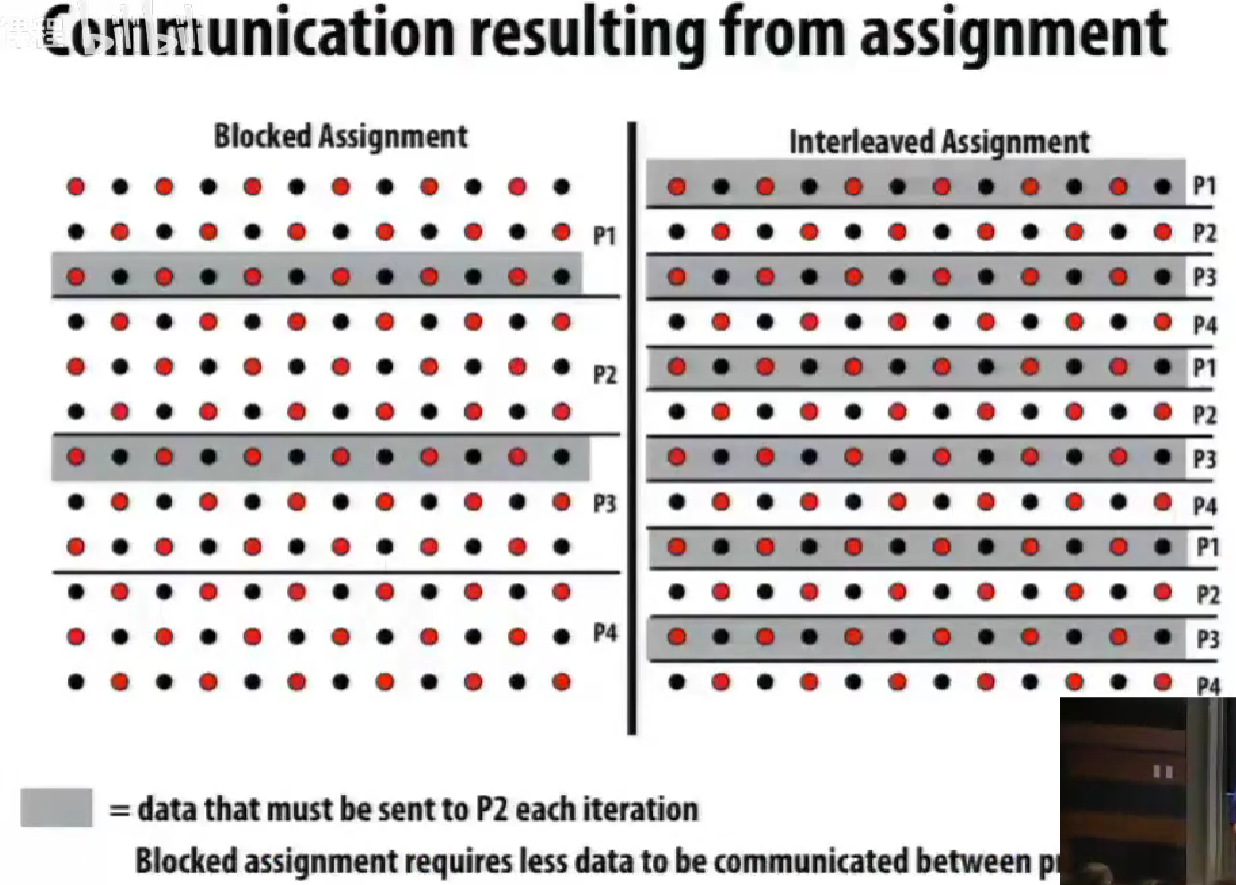 Communication resulting from assignment
bilibili
Blocked Assignment
Interleaved Assignment
P1
P2
P3
P4
P1
P2
P3
P4
P1
P2
P3
P4
P1
P2
P3
P4
= data that must be sent to P2 each iteration
Blocked assignment requires less data to be communicated between